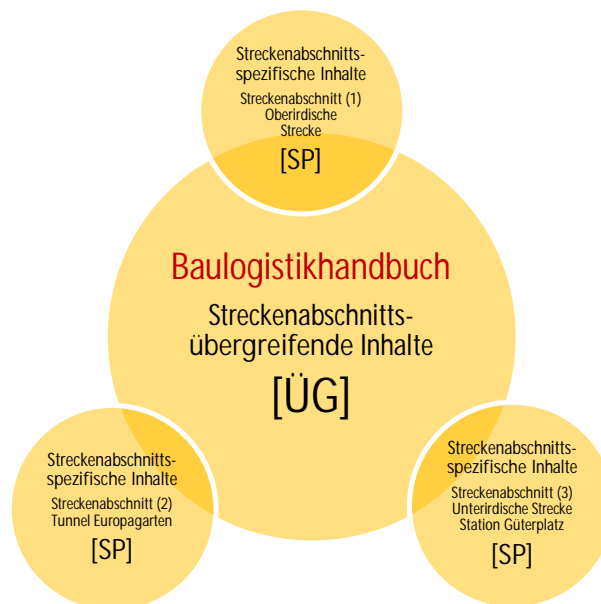 Streckenabschnitts-
spezifische Inhalte
Streckenabschnitt (1)
Oberirdische
Strecke
[SP]
Baulogistikhandbuch
Streckenabschnitts-
übergreifende Inhalte
[ÜG]
Streckenabschnitts-
spezifische Inhalte
Streckenabschnitt (2)
Tunnel Europagarten
[SP]
Streckenabschnitts-
spezifische Inhalte
Streckenabschnitt (3)
Unterirdische Strecke
Station Güterplatz
[SP]